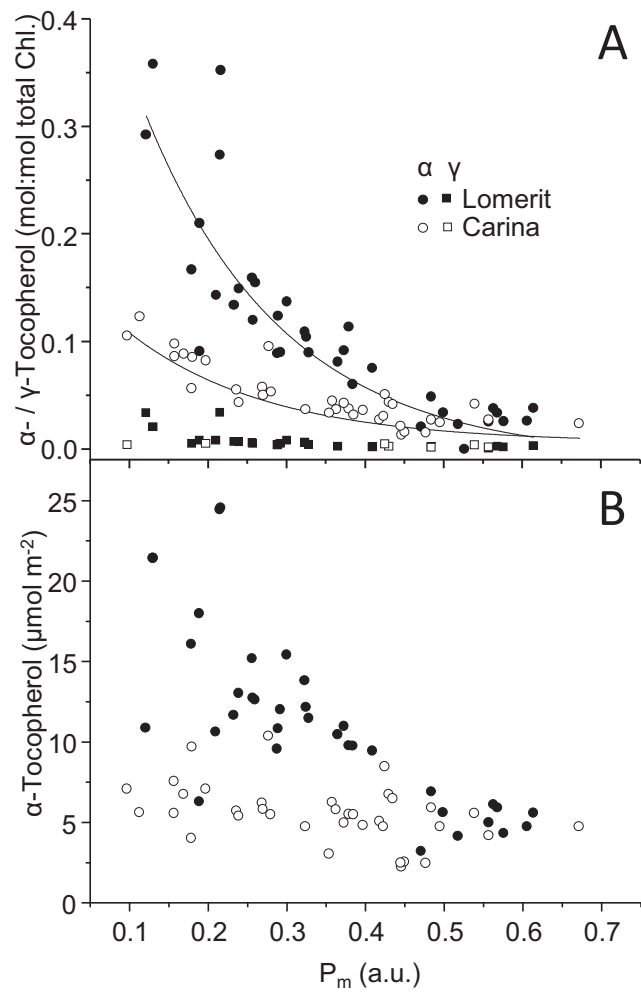 A
α- / γ-Tocopherol (mol:mol total Chl.)
0.4
0.3
0.2
0.1
0.0
α γ
Lomerit
Carina
B
α-Tocopherol (µmol m-2)
25
20
15
10
5
0
0.1 0.2 0.3 0.4 0.5 0.6 0.7
Pm (a.u.)